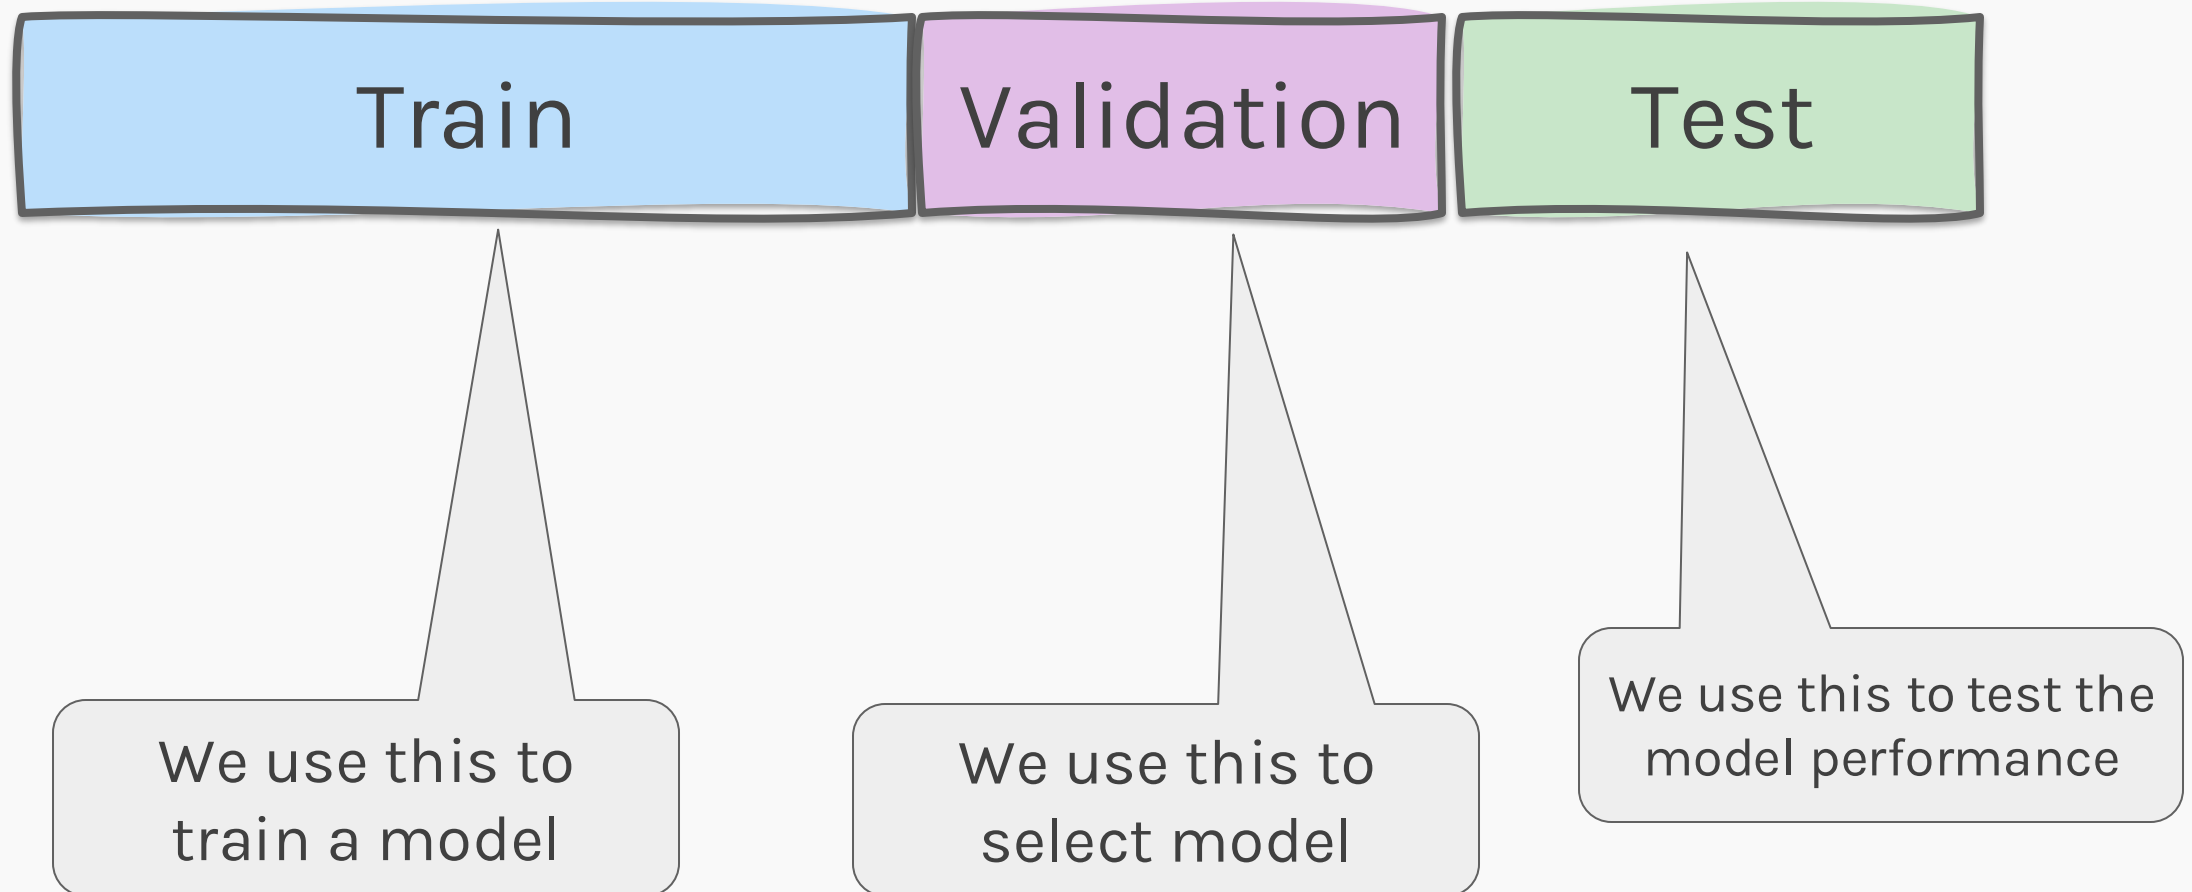 Train
Validation
Test
We use this to
train a model
We use this to
select model
We use this to test the
model performance